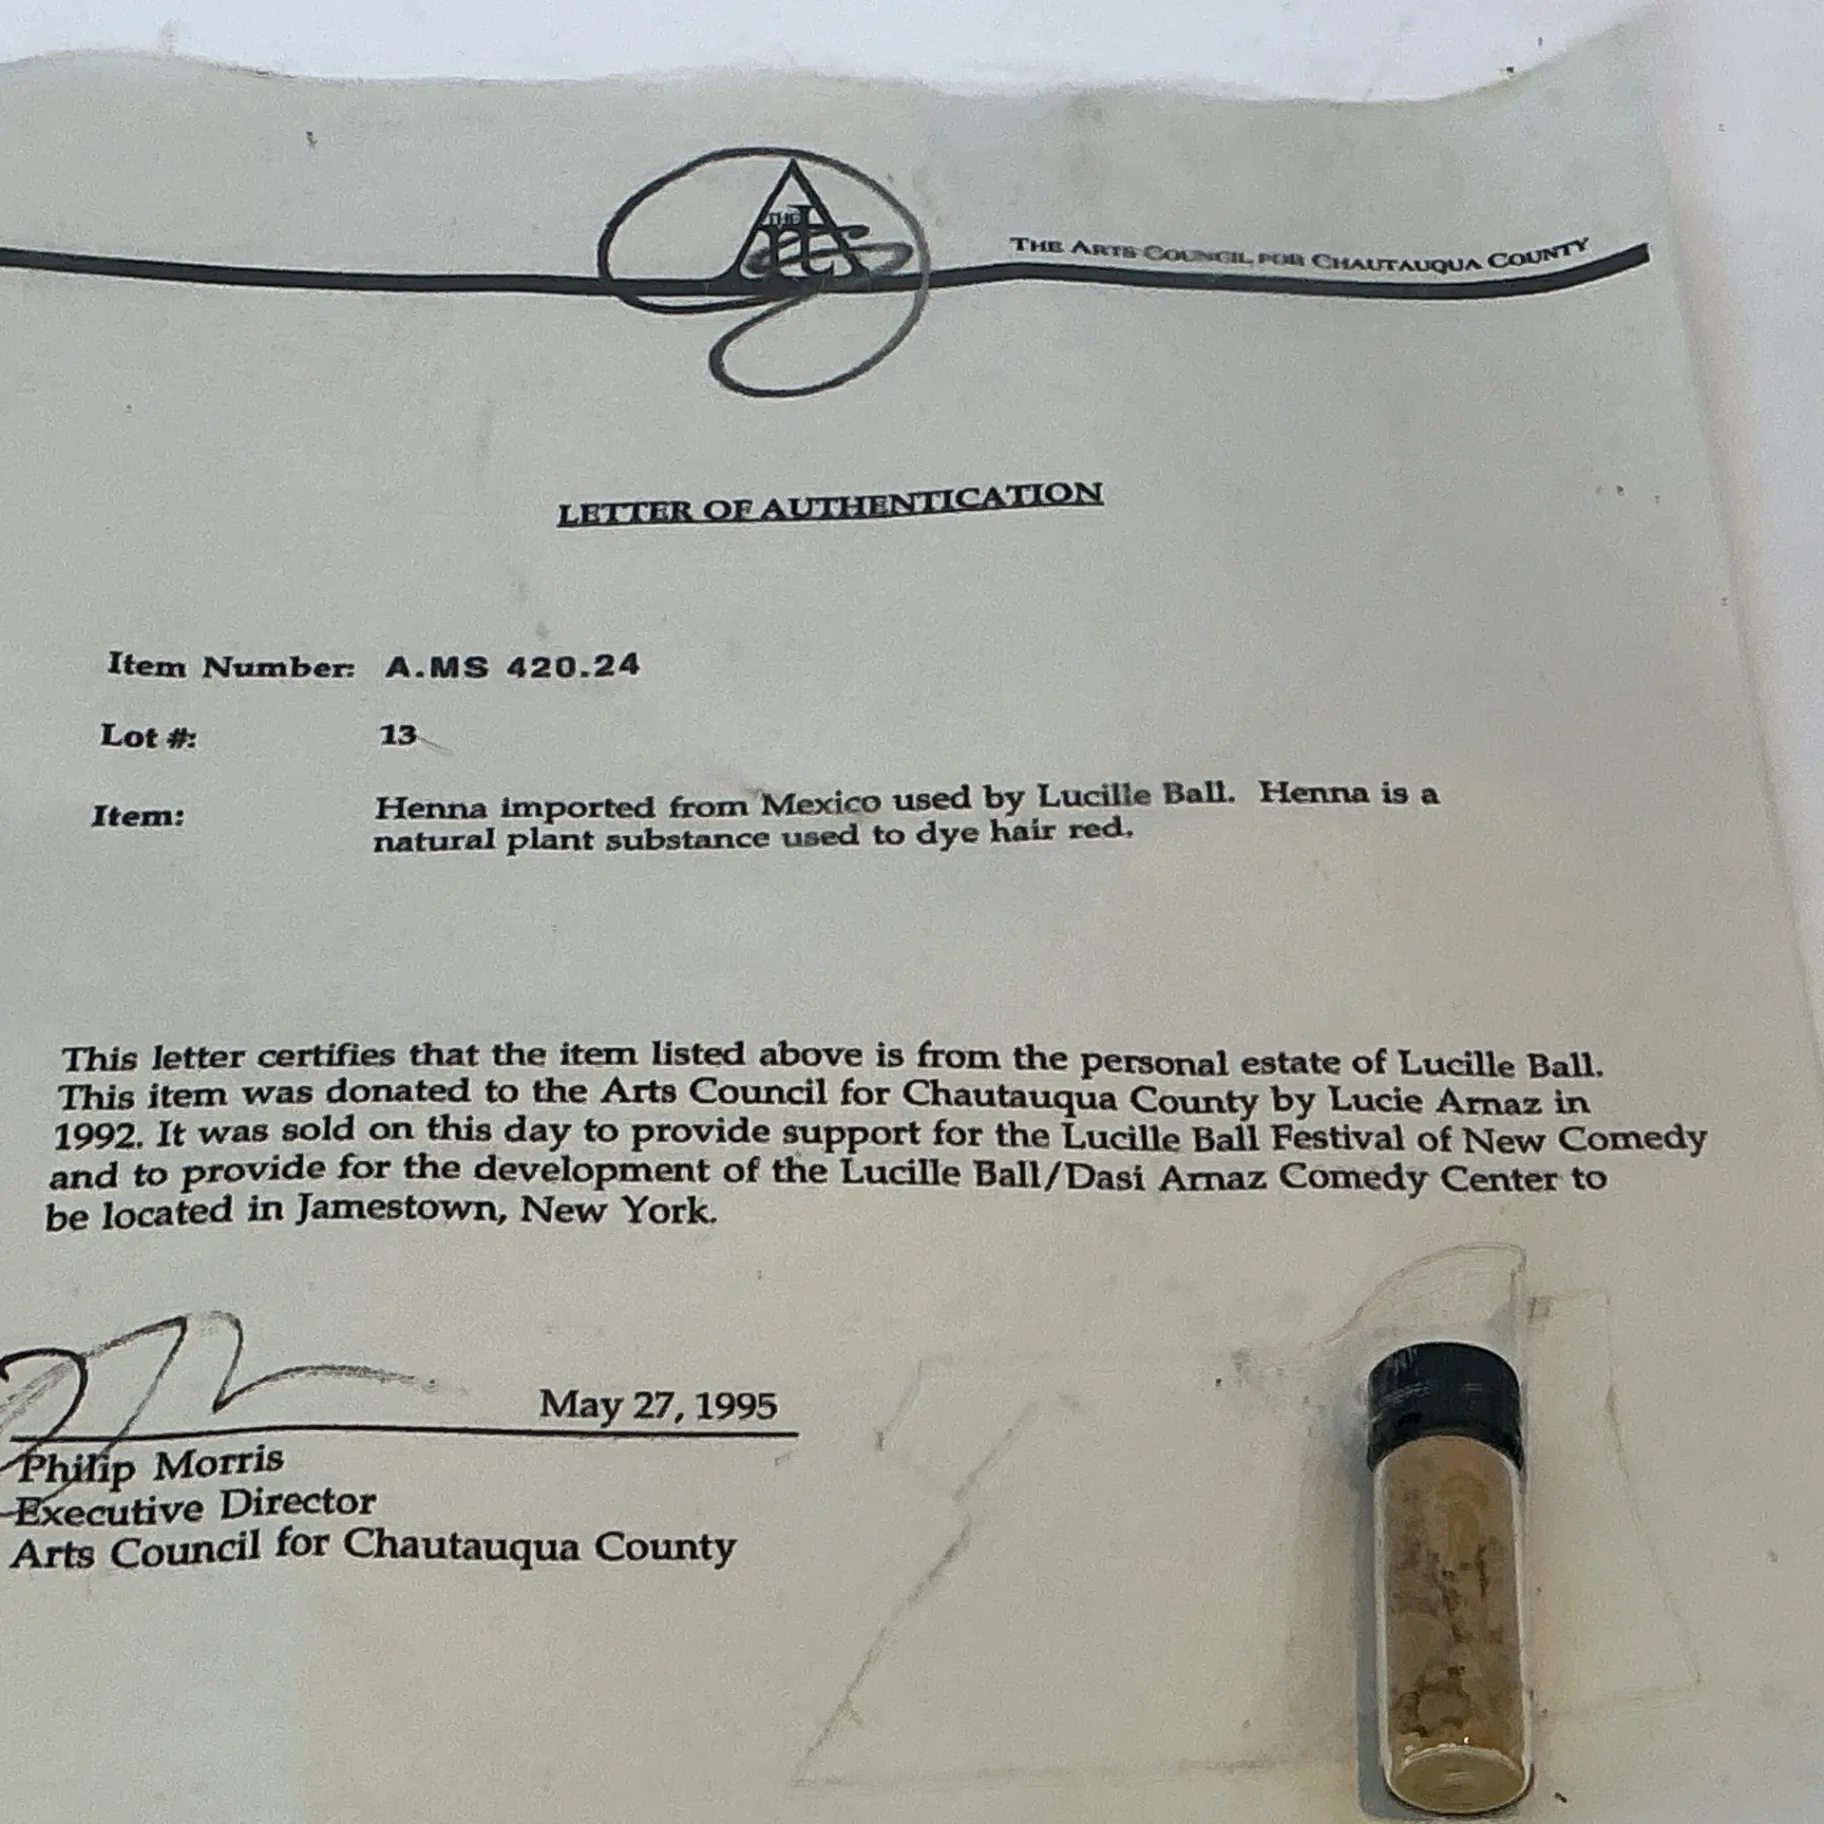 THE
Arts
THE ARTS COUNCIL FOR CHAUTAUQUA COUNTY
LETTER OF AUTHENTICATION
Item Number: A.MS 420.24
Lot #: 13
Item: Henna imported from Mexico used by Lucille Ball. Henna is a
natural plant substance used to dye hair red.
This letter certifies that the item listed above is from the personal estate of Lucille Ball.
This item was donated to the Arts Council for Chautauqua County by Lucie Arnaz in
1992. It was sold on this day to provide support for the Lucille Ball Festival of New Comedy
and to provide for the development of the Lucille Ball/Dasi Arnaz Comedy Center to
be located in Jamestown, New York.
May 27, 1995
Philip Morris
Executive Director
Arts Council for Chautauqua County